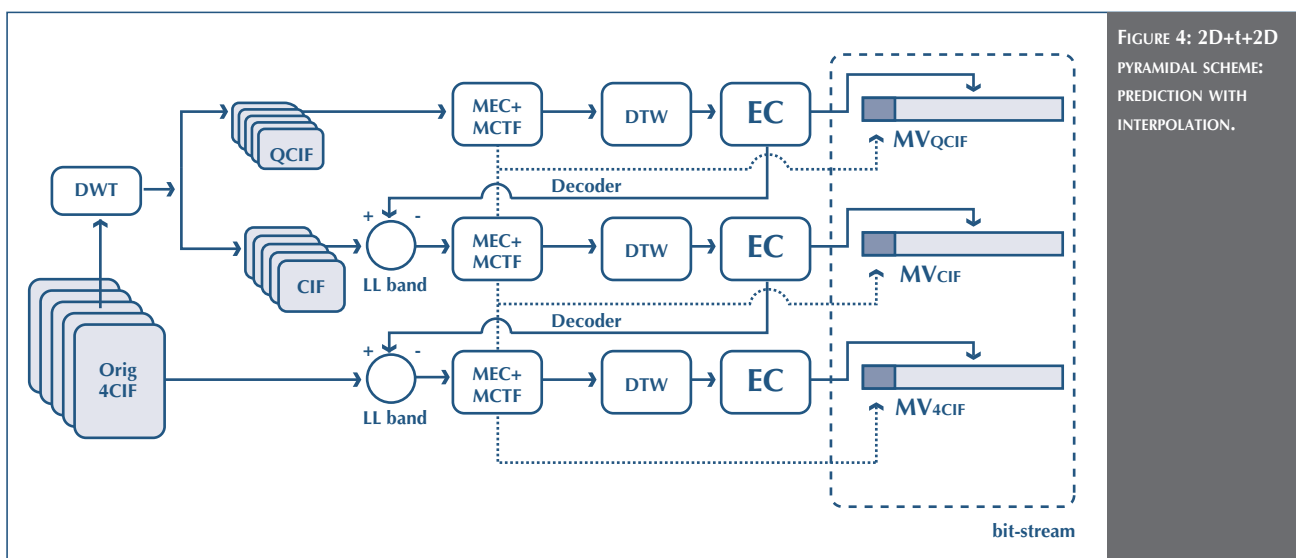 FIGURE 4: 2D+t+2D
PYRAMIDAL SCHEME:
PREDICTION WITH
INTERPOLATION.
QCIF
MEC+
MCTF
DTW
EC
MVQCIF
DWT
Decoder
+ -
CIF
LL band
MEC+
MCTF
DTW
EC
MVCIF
Decoder
+ -
Orig
4CIF
LL band
MEC+
MCTF
DTW
EC
MV4CIF
bit-stream